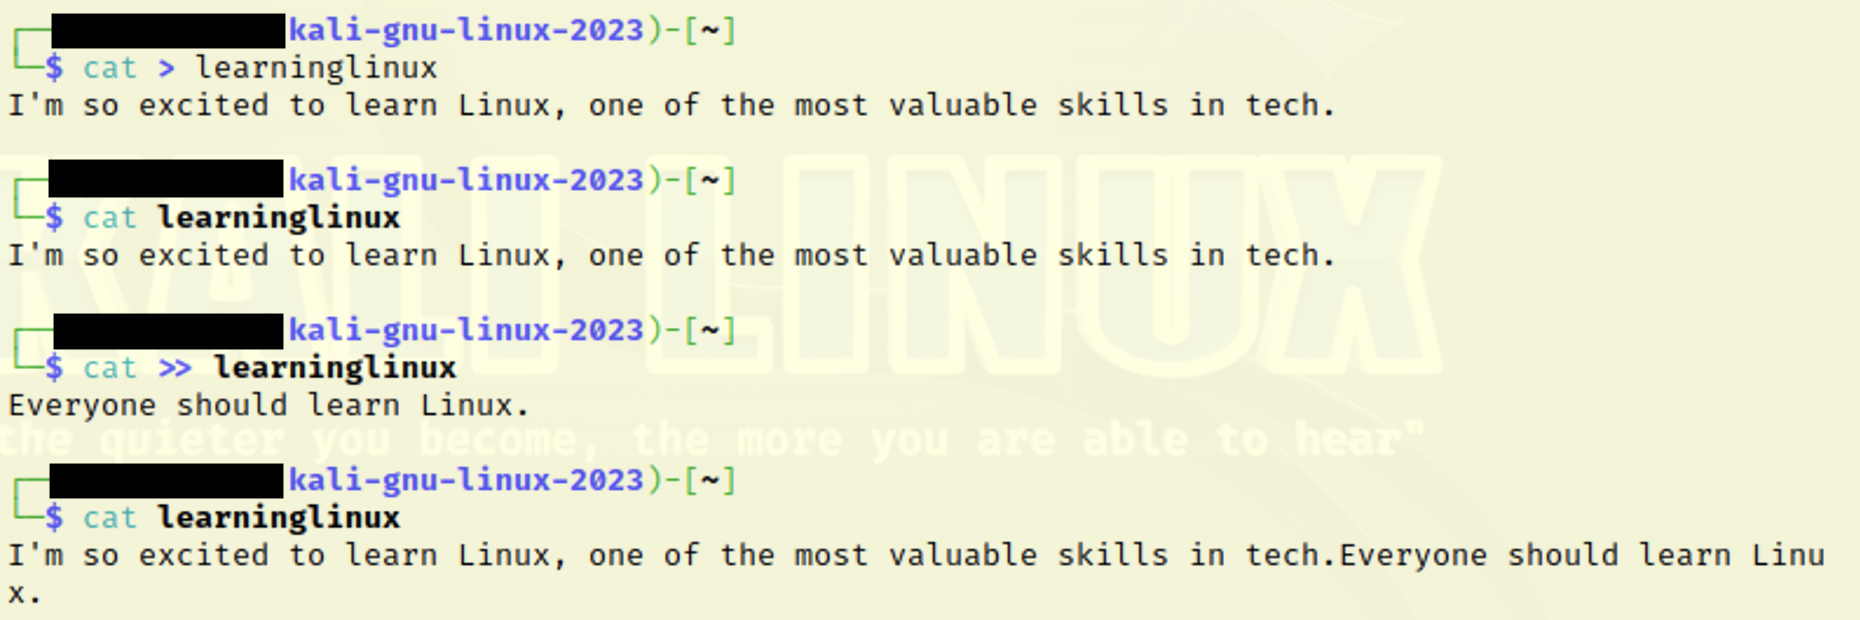 kali-gnu-linux-2023)-[~]
$ cat > learninglinux
I'm so excited to learn Linux, one of the most valuable skills in tech.
kali-gnu-linux-2023)-[~]
$ cat learninglinux
I'm so excited to learn Linux, one of the most valuable skills in tech.
KALI LINUX
kali-gnu-linux-2023)-[~]
$ cat >> learninglinux
Everyone should learn Linux.
the quieter you become, the more you are able to hear"
kali-gnu-linux-2023)-[~]
$ cat learninglinux
I'm so excited to learn Linux, one of the most valuable skills in tech.Everyone should learn Linu
x.